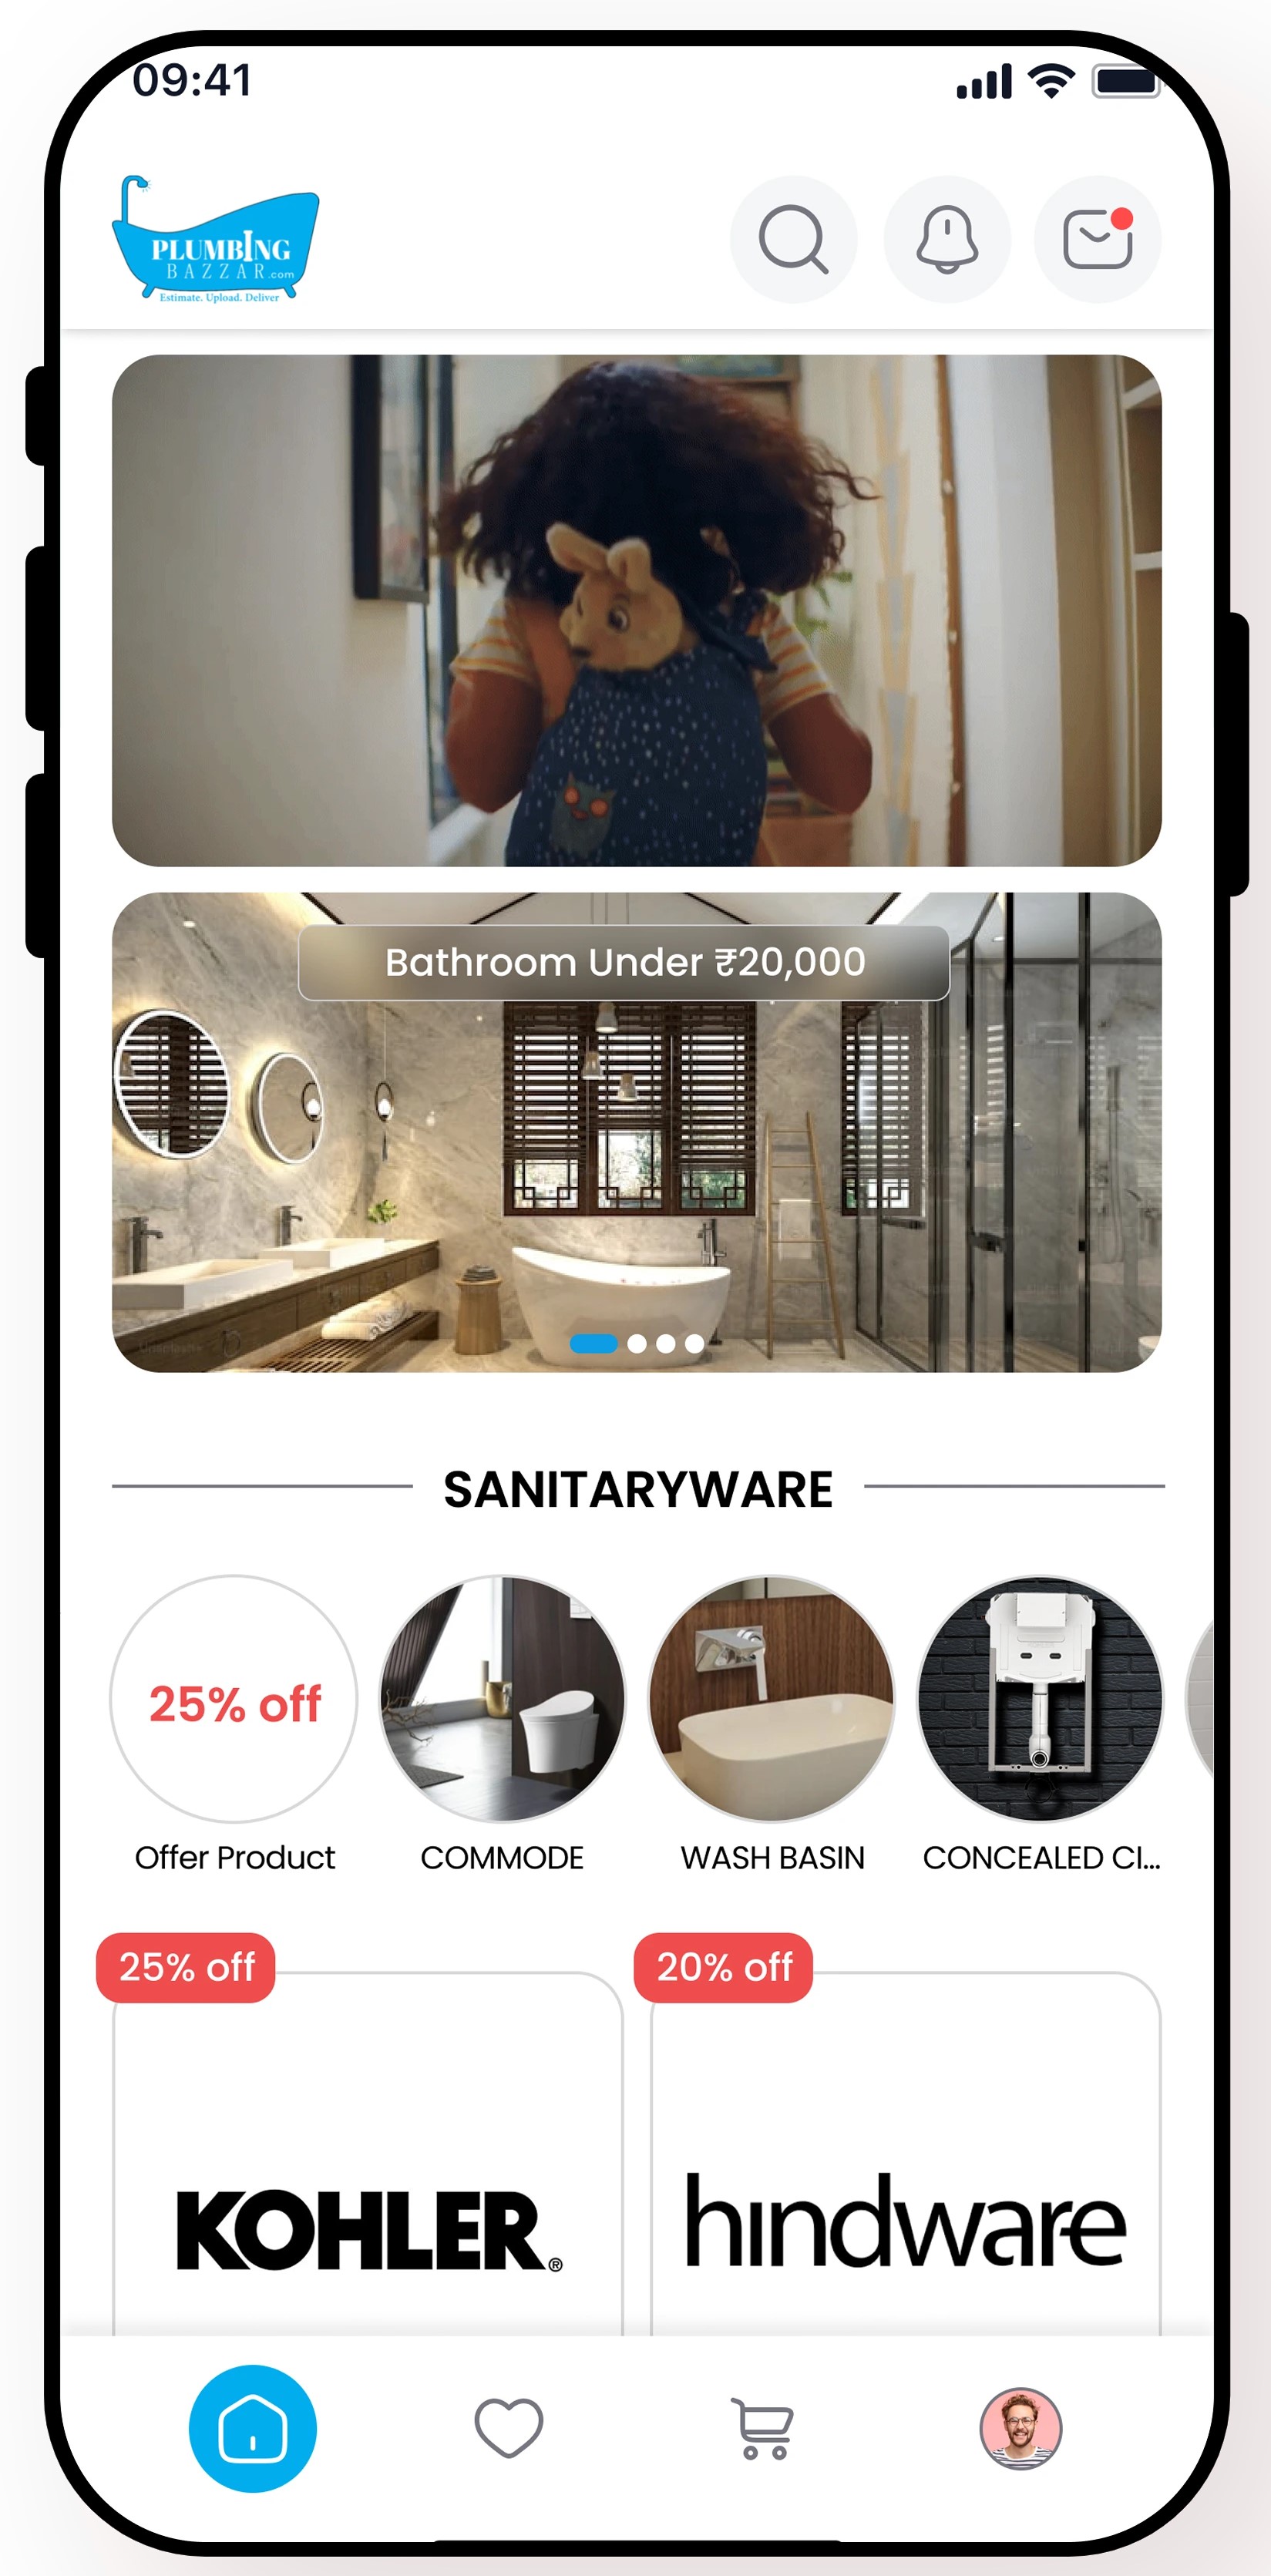 09:41
PLUMBING
BAZZAR.com
Estimate. Upload. Deliver
Bathroom Under ₹20,000
SANITARYWARE
25% off
Offer Product
COMMODE
WASH BASIN
CONCEALED CI...
25% off
20% off
KOHLER®
hindware